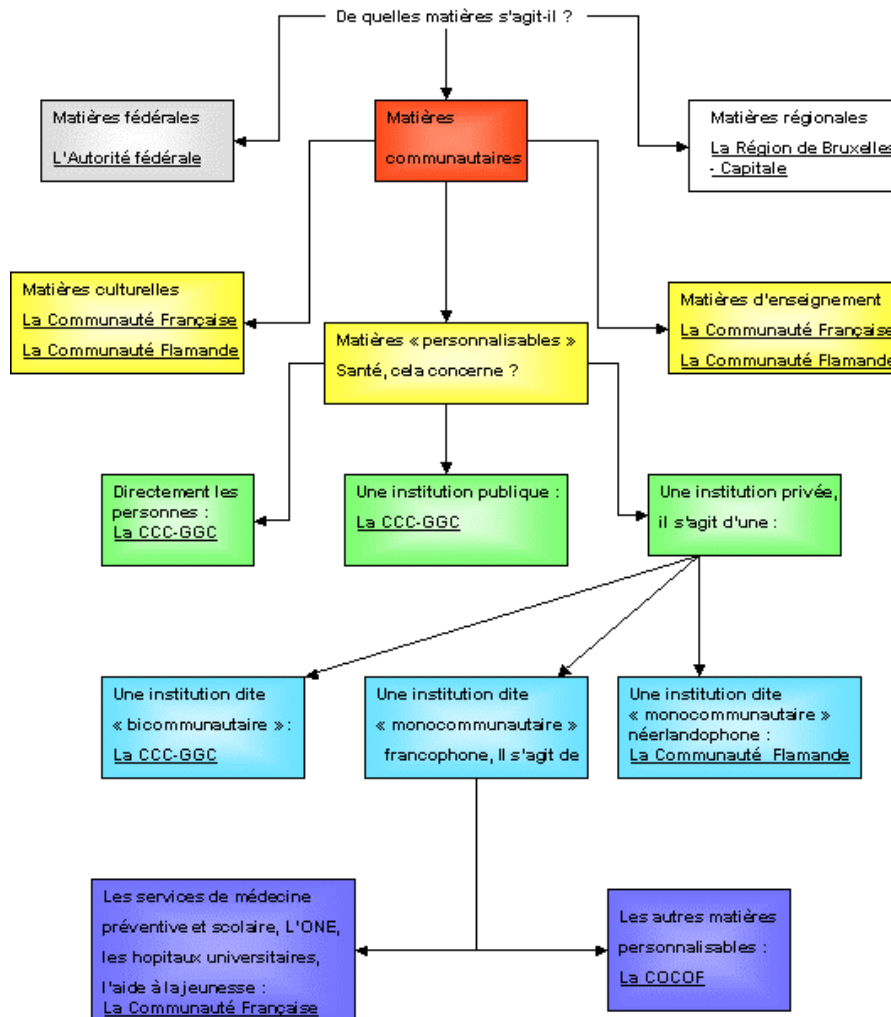 De quelles matières s'agit-il ?
Matières fédérales
L'Autorité fédérale
Matières
communautaires
Matières régionales
La Région de Bruxelles
- Capitale
Matières culturelles
La Communauté Française
La Communauté Flamande
Matières « personnalisables »
Santé, cela concerne ?
Matières d'enseignement
La Communauté Française
La Communauté Flamande
Directement les
personnes :
La CCC-GGC
Une institution publique :
La CCC-GGC
Une institution privée,
il s'agit d'une :
Une institution dite
« bicommunautaire » :
La CCC-GGC
Une institution dite
« monocommunautaire »
francophone, Il s'agit de
Une institution dite
« monocommunautaire »
néerlandophone :
La Communauté Flamande
Les services de médecine
préventive et scolaire, L'ONE,
les hopitaux universitaires,
l'aide à la jeunesse :
La Communauté Française
Les autres matières
personnalisables :
La COCOF